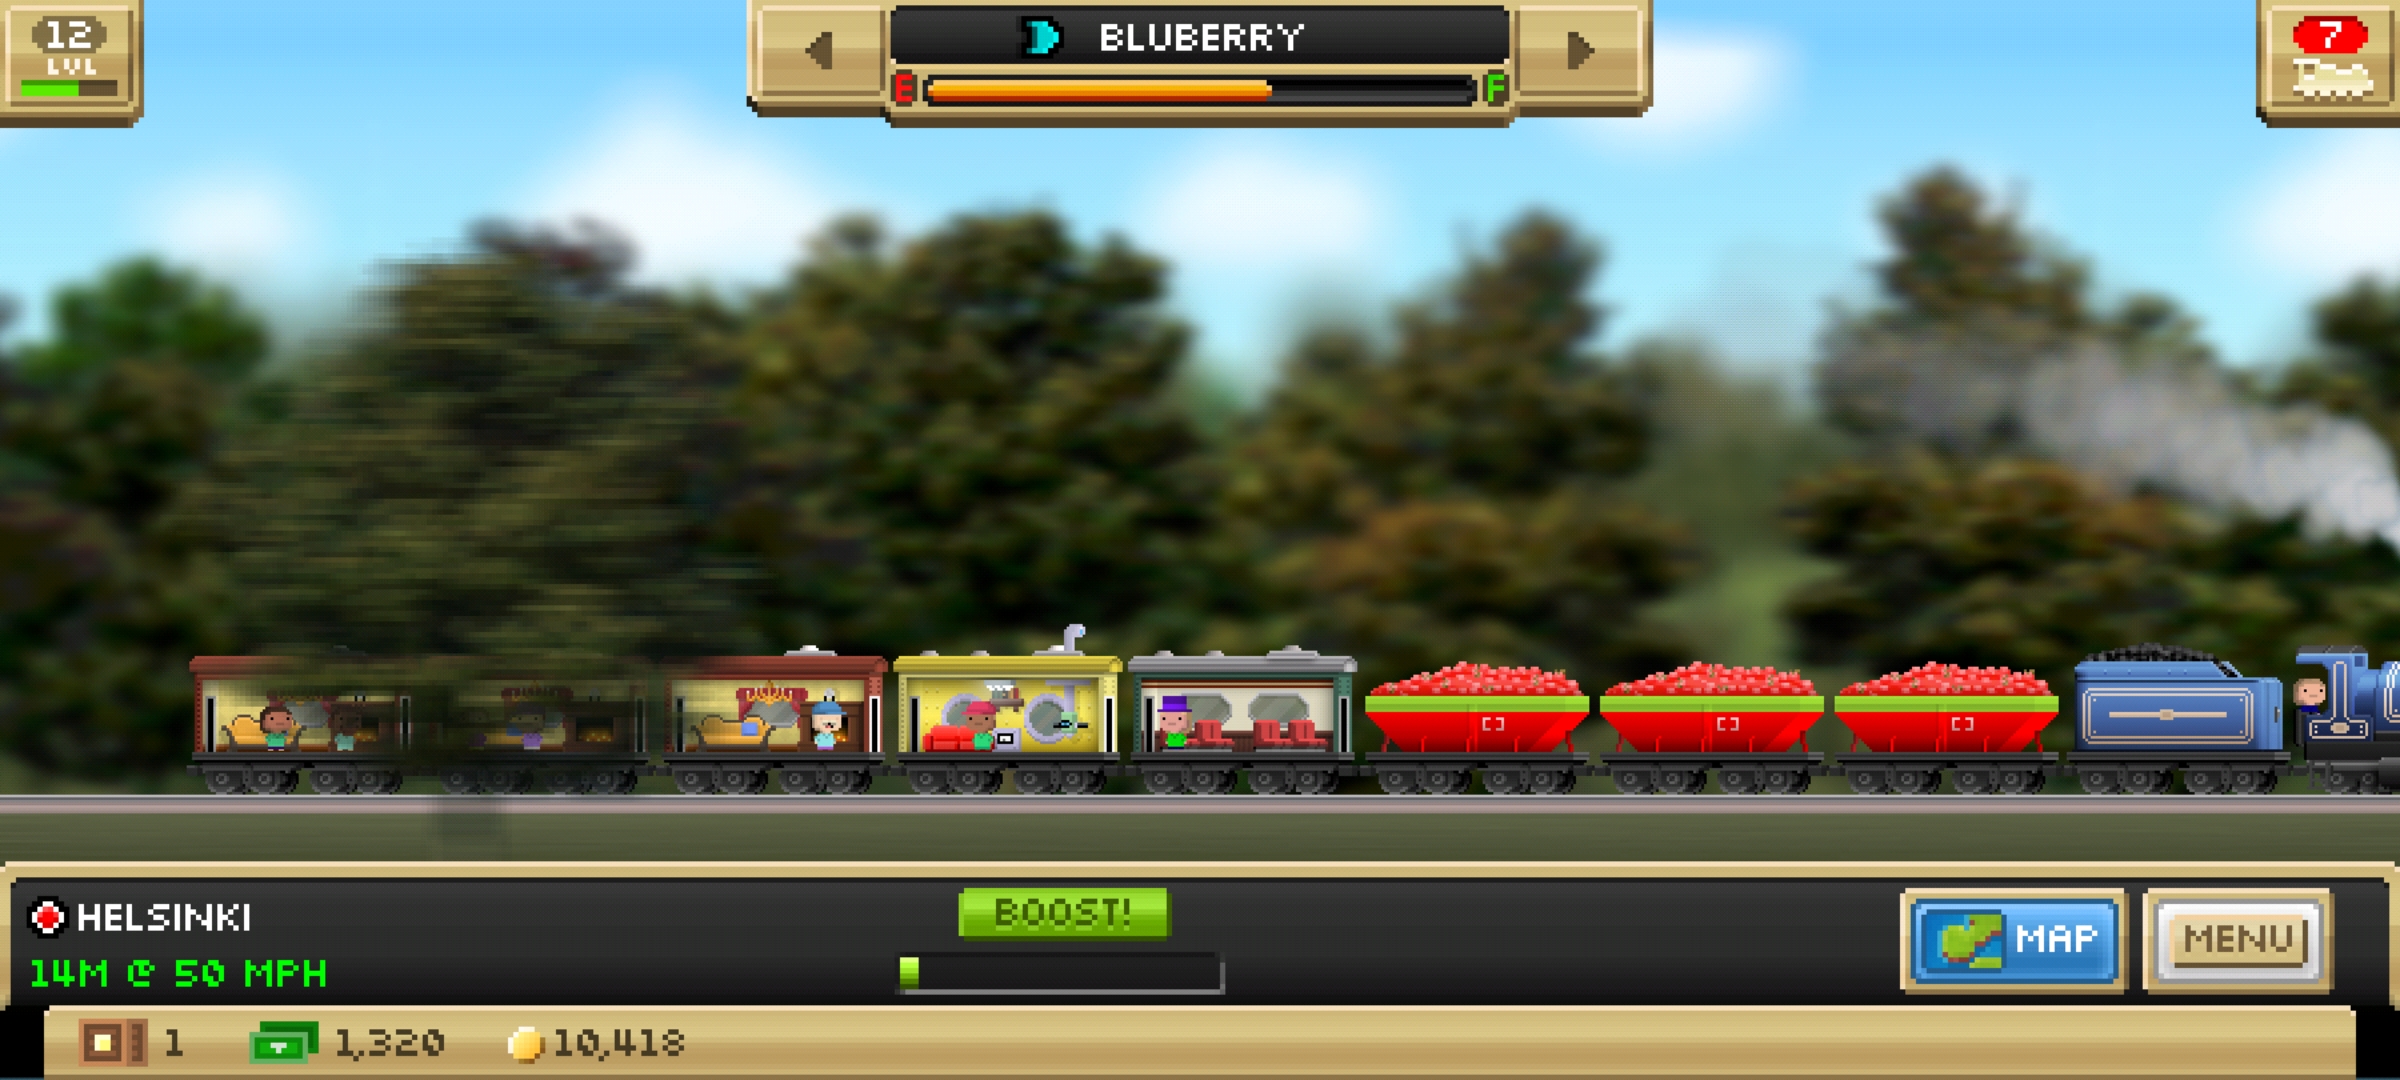 12
LVL
BLUBERRY
E F
7
HELSINKI
14M @ 50 MPH
BOOST!
MAP
MENU
1
1,320
10,418